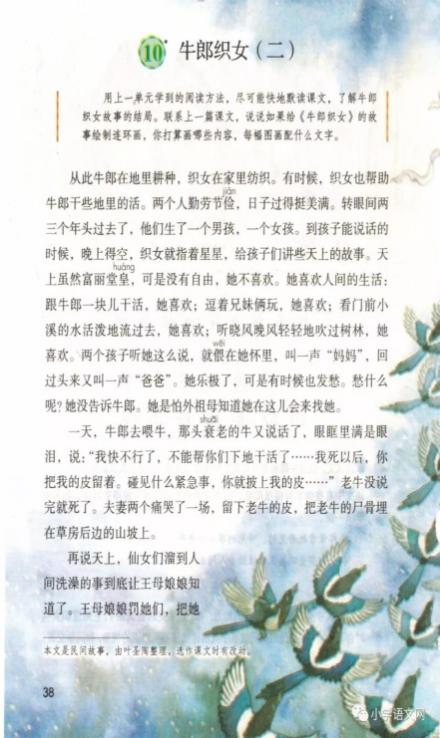 10* 牛郎织女（二）
用上一单元学到的阅读方法，尽可能快地默读课文，了解牛郎
织女故事的结局。联系上一篇课文，说说如果给《牛郎织女》的故
事绘制连环画，你打算画哪些内容，每幅图画配什么文字。
从此牛郎在地里耕种，织女在家里纺织。有时候，织女也帮助
jiǎn
牛郎干些地里的活。两个人勤劳节俭，日子过得挺美满。转眼间两
三个年头过去了，他们生了一个男孩，一个女孩。到孩子能说话的
时候，晚上得空，织女就指着星星，给孩子们讲些天上的故事。天
huáng
上虽然富丽堂皇，可是没有自由，她不喜欢。她喜欢人间的生活：
跟牛郎一块儿干活，她喜欢；逗着兄妹俩玩，她喜欢；看门前小
溪的水活泼地流过去，她喜欢；听晓风晚风轻轻地吹过树林，她
wēi
喜欢。两个孩子听她这么说，就偎在她怀里，叫一声“妈妈”，回
过头来又叫一声“爸爸”。她乐极了，可是有时候也发愁。愁什么
呢？她没告诉牛郎。她是怕外祖母知道她在这儿会来找她。
shuāi
一天，牛郎去喂牛，那头衰老的牛又说话了，眼眶里满是眼
泪，说：“我快不行了，不能帮你们下地干活了……我死以后，你
把我的皮留着。碰见什么紧急事，你就披上我的皮……”老牛没说
完就死了。夫妻两个痛哭了一场，留下老牛的皮，把老牛的尸骨埋
在草房后边的山坡上。
再说天上，仙女们溜到人
间洗澡的事到底让王母娘娘知
道了。王母娘娘罚她们，把她
本文是民间故事，由叶圣陶整理，选作课文时有改动。
38
小学语文网